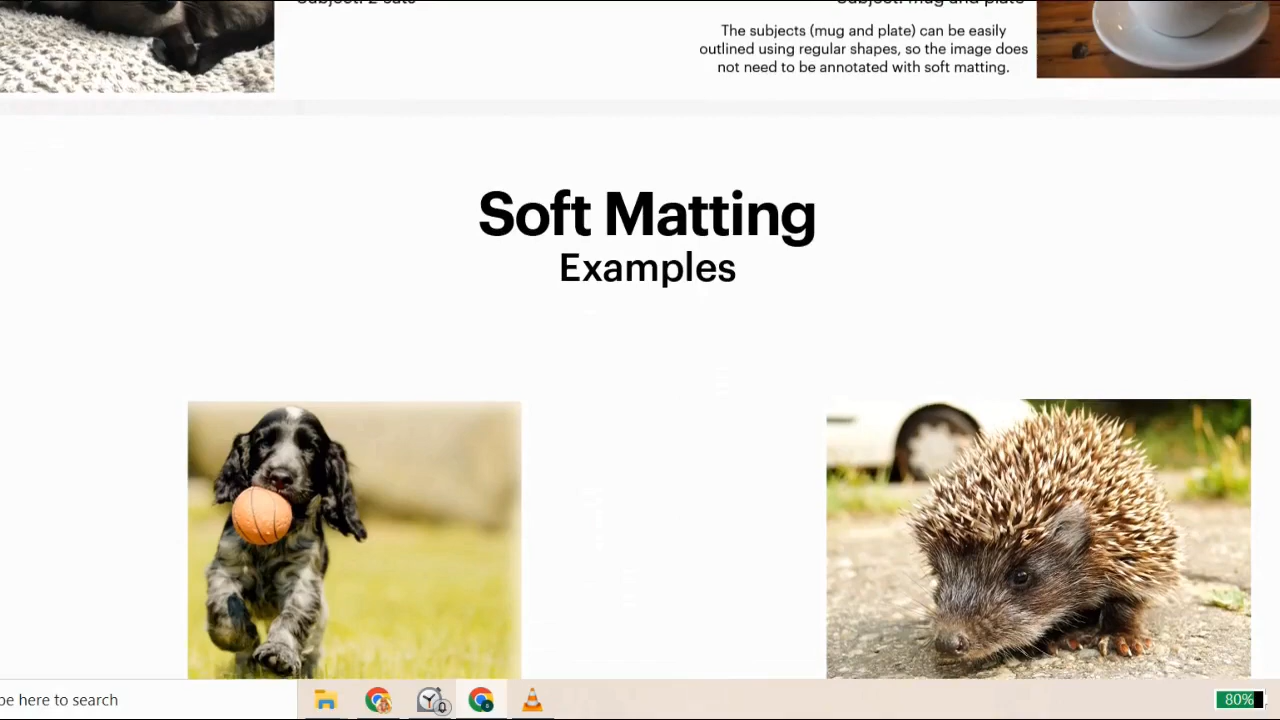 Subject: 2 cats
Subject: mug and plate
The subjects (mug and plate) can be easily
outlined using regular shapes, so the image does
not need to be annotated with soft matting.
Soft Matting
Examples
pe here to search
80%